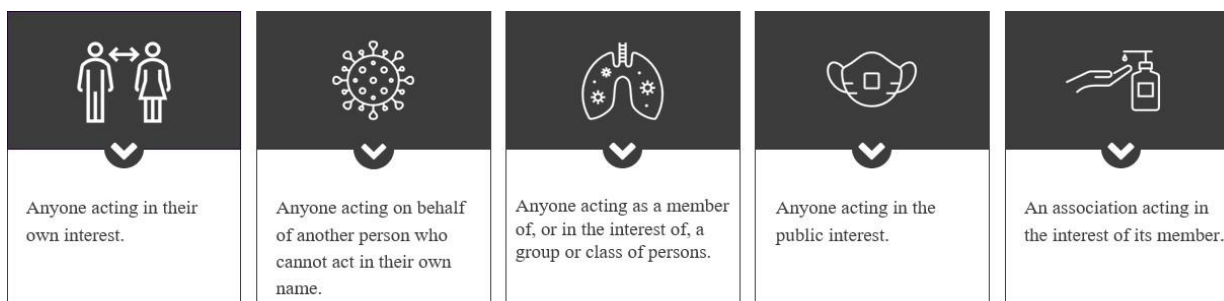 Anyone acting in their
own interest.
Anyone acting on behalf
of another person who
cannot act in their own
name.
Anyone acting as a member
of, or in the interest of, a
group or class of persons.
Anyone acting in the
public interest.
An association acting in
the interest of its member.